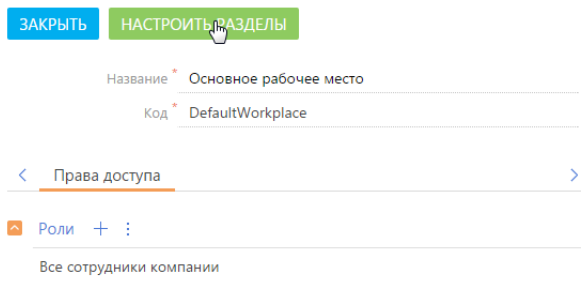 ЗАКРЫТЬ НАСТРОИТЬ РАЗДЕЛЫ
Название * Основное рабочее место
Код * DefaultWorkplace
Права доступа
Роли
Все сотрудники компании